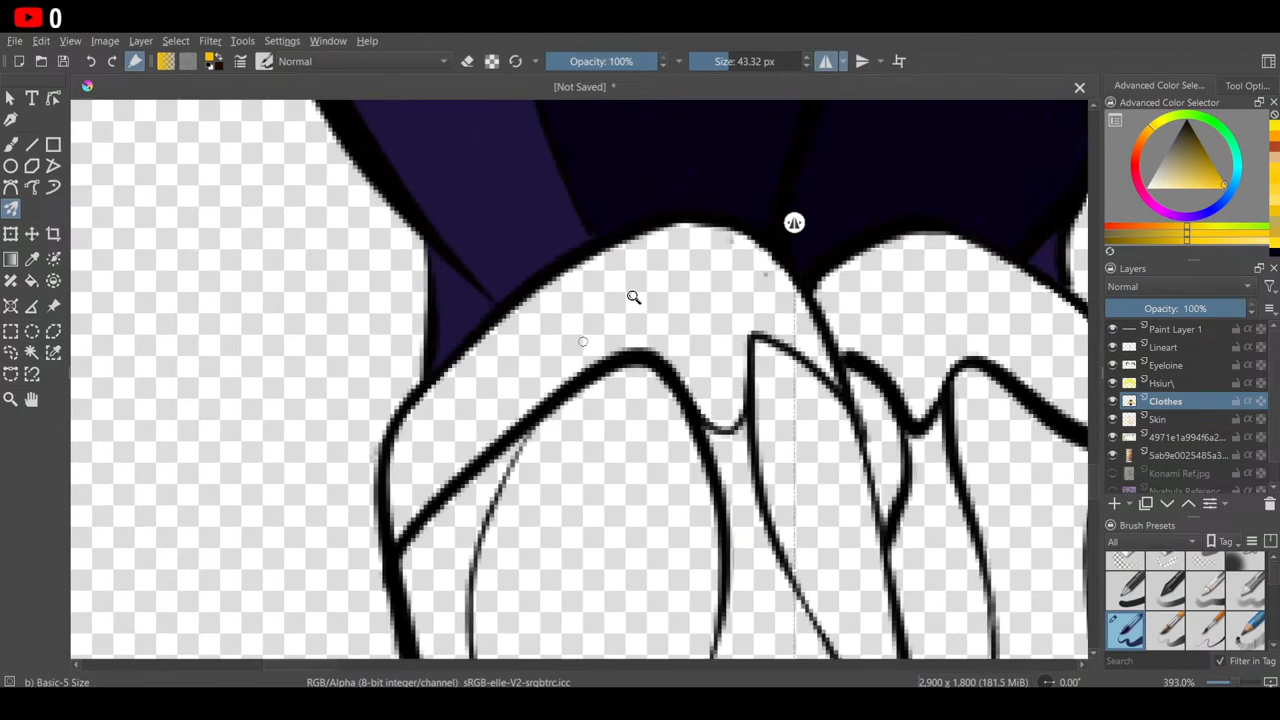 0
File Edit View Image Layer Select Filter Tools Settings Window Help
Normal Opacity: 100% Size: 43.32 px
[Not Saved] *
Advanced Color Sele... Tool Opti...
Advanced Color Selector
Layers
Normal
Opacity: 100%
Paint Layer 1
Lineart
Eyeloine
Hsiur\
Clothes
Skin
4971e1a994f6a2...
5ab9e0025485a3...
Konami Ref.jpg
Brush Presets
All Tag
Search Filter in Tag
b) Basic-5 Size RGB/Alpha (8-bit integer/channel) sRGB-elle-V2-srgbtrc.icc 2,900 x 1,800 (181.5 MiB) 0.00° 393.0%